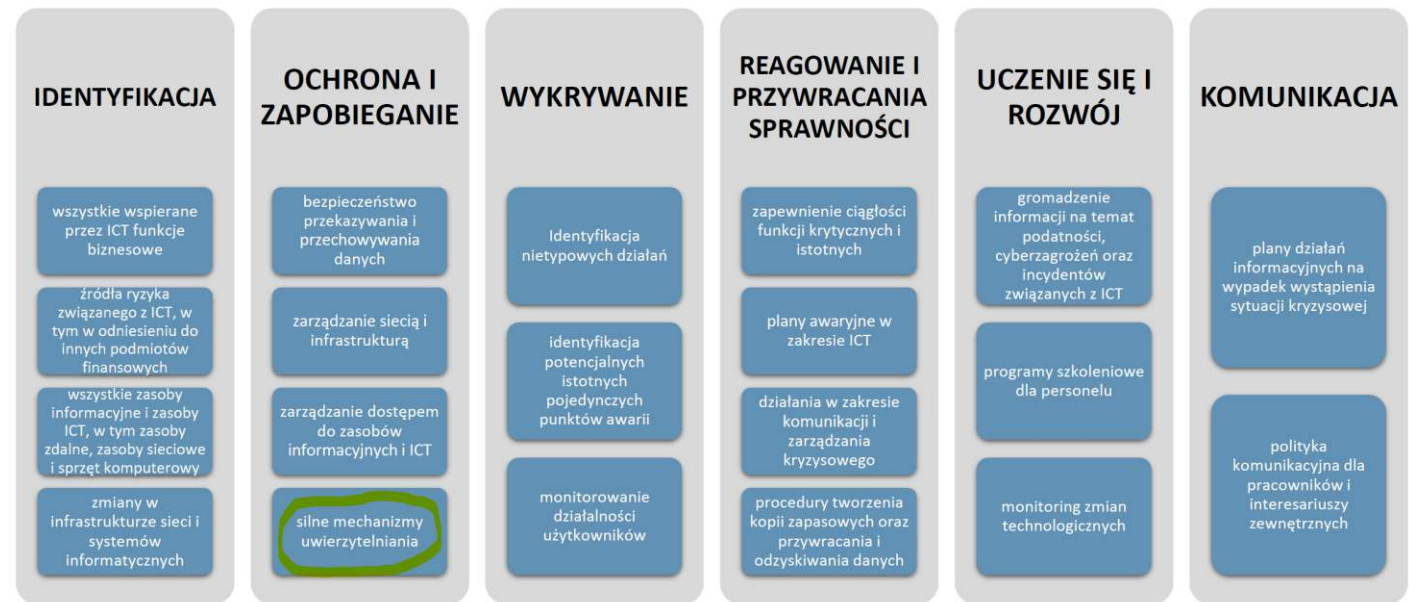 IDENTYFIKACJA
wszystkie wspierane
przez ICT funkcje
biznesowe
źródła ryzyka
związanego z ICT, w
tym w odniesieniu do
innych podmiotów
finansowych
wszystkie zasoby
informacyjne i zasoby
ICT, w tym zasoby
zdalne, zasoby sieciowe
i sprzęt komputerowy
zmiany w
infrastrukturze sieci i
systemów
informatycznych
OCHRONA I
ZAPOBIEGANIE
bezpieczeństwo
przekazywania i
przechowywania
danych
zarządzanie siecią i
infrastrukturą
zarządzanie dostępem
do zasobów
informacyjnych i ICT
silne mechanizmy
uwierzytelniania
WYKRYWANIE
Identyfikacja
nietypowych działań
identyfikacja
potencjalnych
istotnych
pojedynczych
punktów awarii
monitorowanie
działalności
użytkowników
REAGOWANIE I
PRZYWRACANIA
SPRAWNOŚCI
zapewnienie ciągłości
funkcji krytycznych i
istotnych
plany awaryjne w
zakresie ICT
działania w zakresie
komunikacji i
zarządzania
kryzysowego
procedury tworzenia
kopii zapasowych oraz
przywracania i
odzyskiwania danych
UCZENIE SIĘ I
ROZWÓJ
gromadzenie
informacji na temat
podatności,
cyberzagrożeń oraz
incydentów
związanych z ICT
programy szkoleniowe
dla personelu
monitoring zmian
technologicznych
KOMUNIKACJA
plany działań
informacyjnych na
wypadek wystąpienia
sytuacji kryzysowej
polityka
komunikacyjna dla
pracowników i
interesariuszy
zewnętrznych